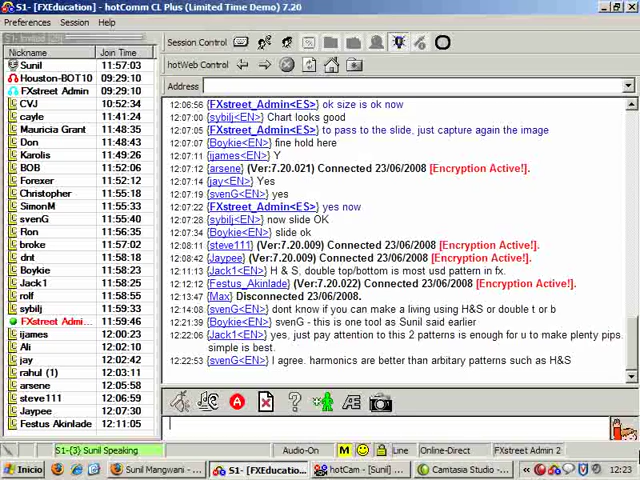 S1- [FXEducation] - hotComm CL Plus (Limited Time Demo) 7.20
Preferences Session Help
Nickname Join Time
Sunil 11:57:03
Houston-BOT10 09:29:10
FXstreet Admin 09:29:10
CVJ 10:52:34
cayle 11:41:24
Mauricia Grant 11:48:35
Don 11:48:43
Karolis 11:49:32
BOB 11:52:06
Forexer 11:52:12
Christopher 11:55:18
SimonM 11:55:33
svenG 11:55:40
Ron 11:56:35
broke 11:57:02
dnt 11:58:18
Boykie 11:58:23
Jack1 11:58:25
rolf 11:58:55
sybilj 11:59:33
FXstreet Admi... 11:59:46
ijames 12:00:23
Ali 12:02:10
jay 12:02:42
rahul (1) 12:03:11
arsene 12:05:58
steve111 12:06:59
Jaypee 12:07:30
Festus Akinlade 12:11:05
Session Control
hotWeb Control
Address
12:06:56 {FXstreet_Admin<ES>} ok size is ok now
12:07:00 {sybilj<EN>} Chart looks good
12:07:05 {FXstreet_Admin<ES>} to pass to the slide, just capture again the image
12:07:07 {Boykie<EN>} fine hold here
12:07:11 {ijames<EN>} Y
12:07:12 {arsene} (Ver:7.20.021) Connected 23/06/2008 [Encryption Active!].
12:07:14 {jay<EN>} Yes
12:07:19 {svenG<EN>} yes
12:07:22 {FXstreet_Admin<ES>} yes now
12:07:28 {sybilj<EN>} now slide OK
12:07:34 {Boykie<EN>} slide ok
12:08:11 {steve111} (Ver:7.20.009) Connected 23/06/2008 [Encryption Active!].
12:08:42 {Jaypee} (Ver:7.20.009) Connected 23/06/2008 [Encryption Active!].
12:11:13 {Jack1<EN>} H & S, double top/bottom is most usd pattern in fx.
12:12:12 {Festus_Akinlade} (Ver:7.20.022) Connected 23/06/2008 [Encryption Active!].
12:13:47 {Max} Disconnected 23/06/2008.
12:14:08 {svenG<EN>} dont know if you can make a living using H&S or double t or b
12:21:39 {Boykie<EN>} svenG - this is one tool as Sunil said earlier
12:22:06 {Jack1<EN>} yes, just pay attention to this 2 patterns is enough for u to make plenty pips. simple is best.
12:22:53 {svenG<EN>} I agree. harmonics are better than arbitary patterns such as H&S
S1-{3} Sunil Speaking Audio-On M Line Online-Direct FXstreet Admin 2
Inicio Sunil Mangwani - ... S1- [FXEducatio... hotCam - [Sunil] ... Camtasia Studio - ... 12:23